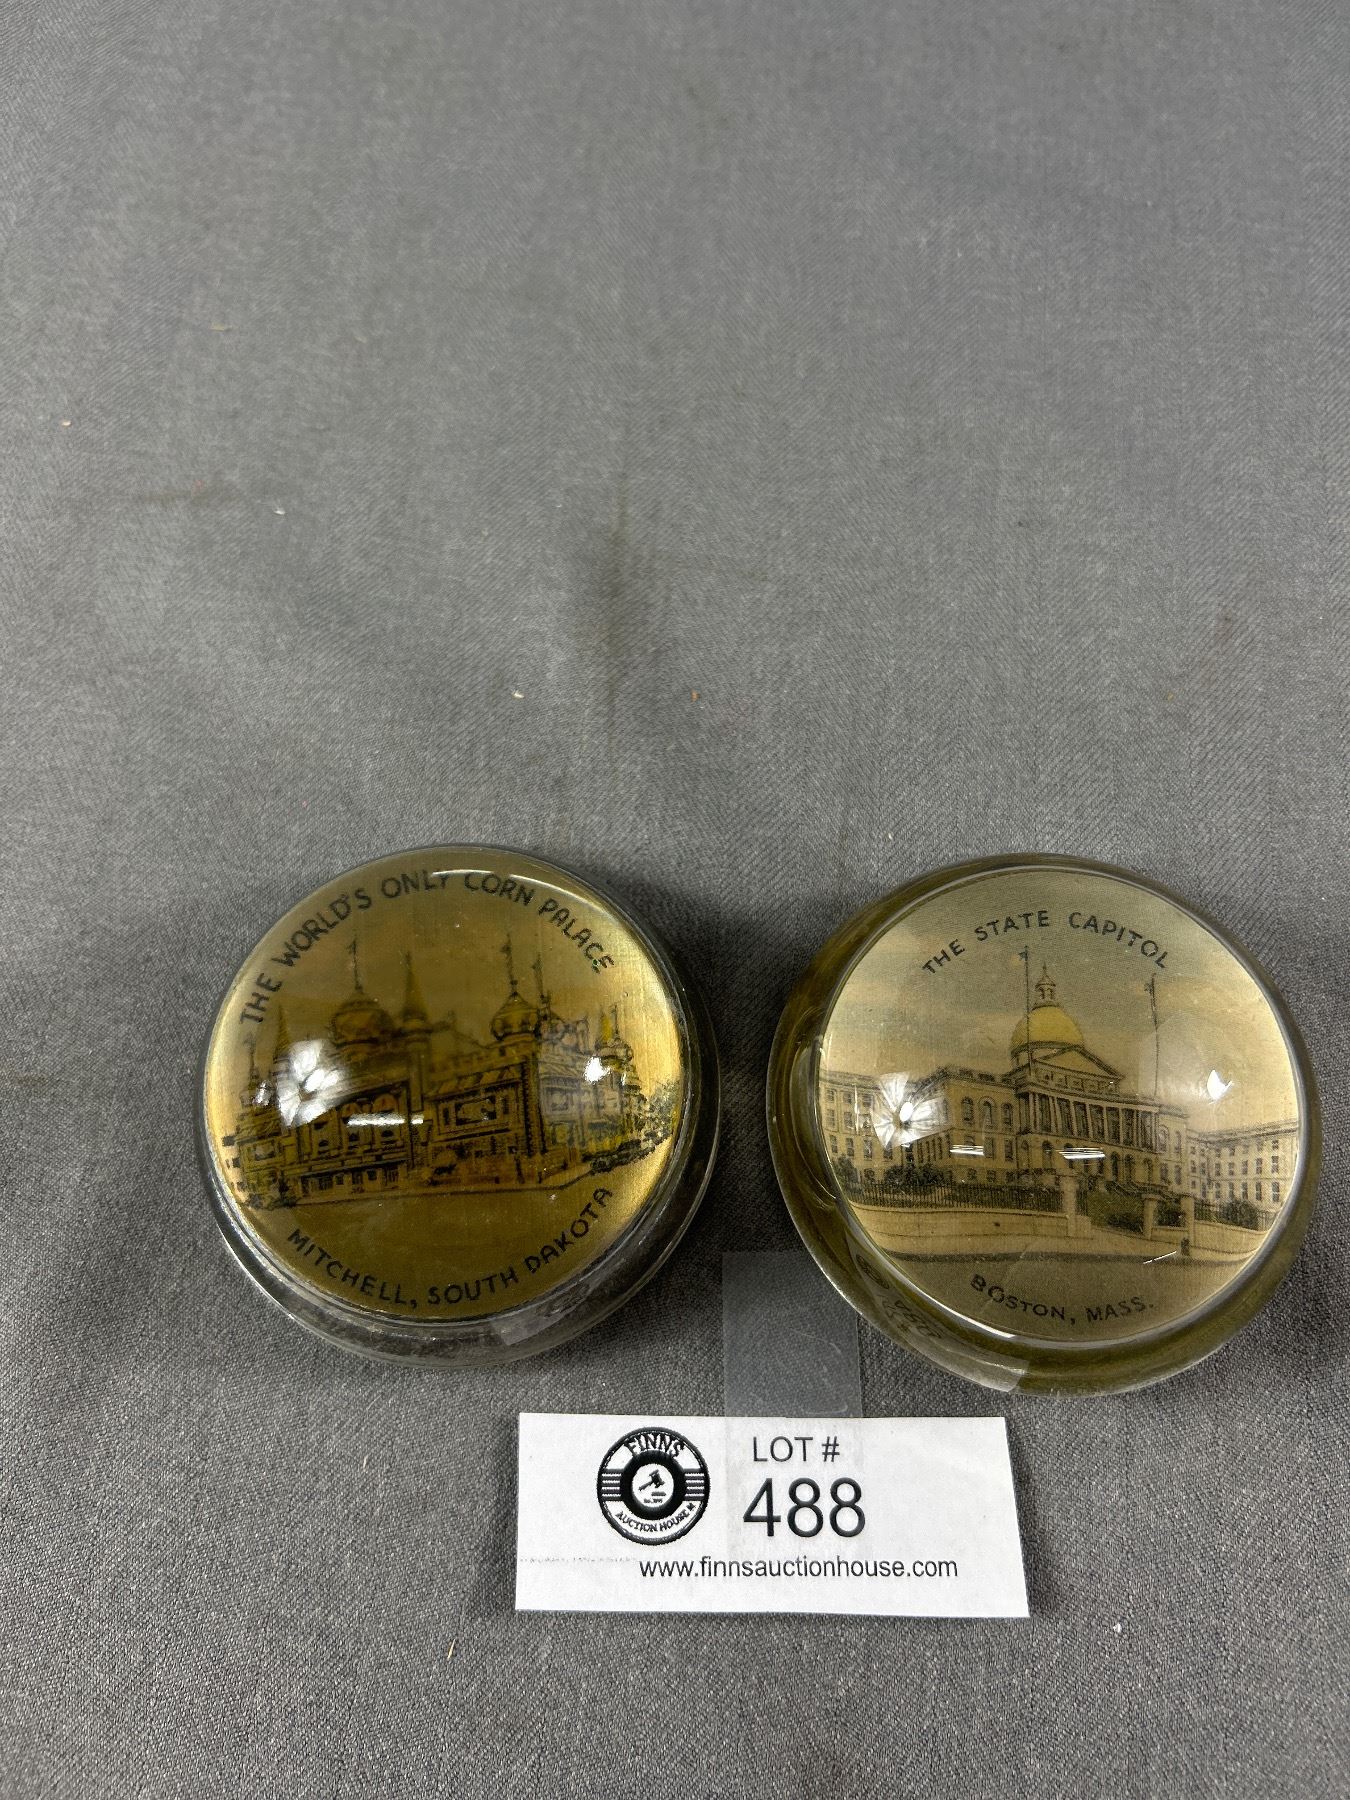 THE WORLD'S ONLY CORN PALACE
MITCHELL, SOUTH DAKOTA
THE STATE CAPITOL
BOSTON, MASS.
FINNS
AUCTION HOUSE
LOT #
488
www.finnsauctionhouse.com